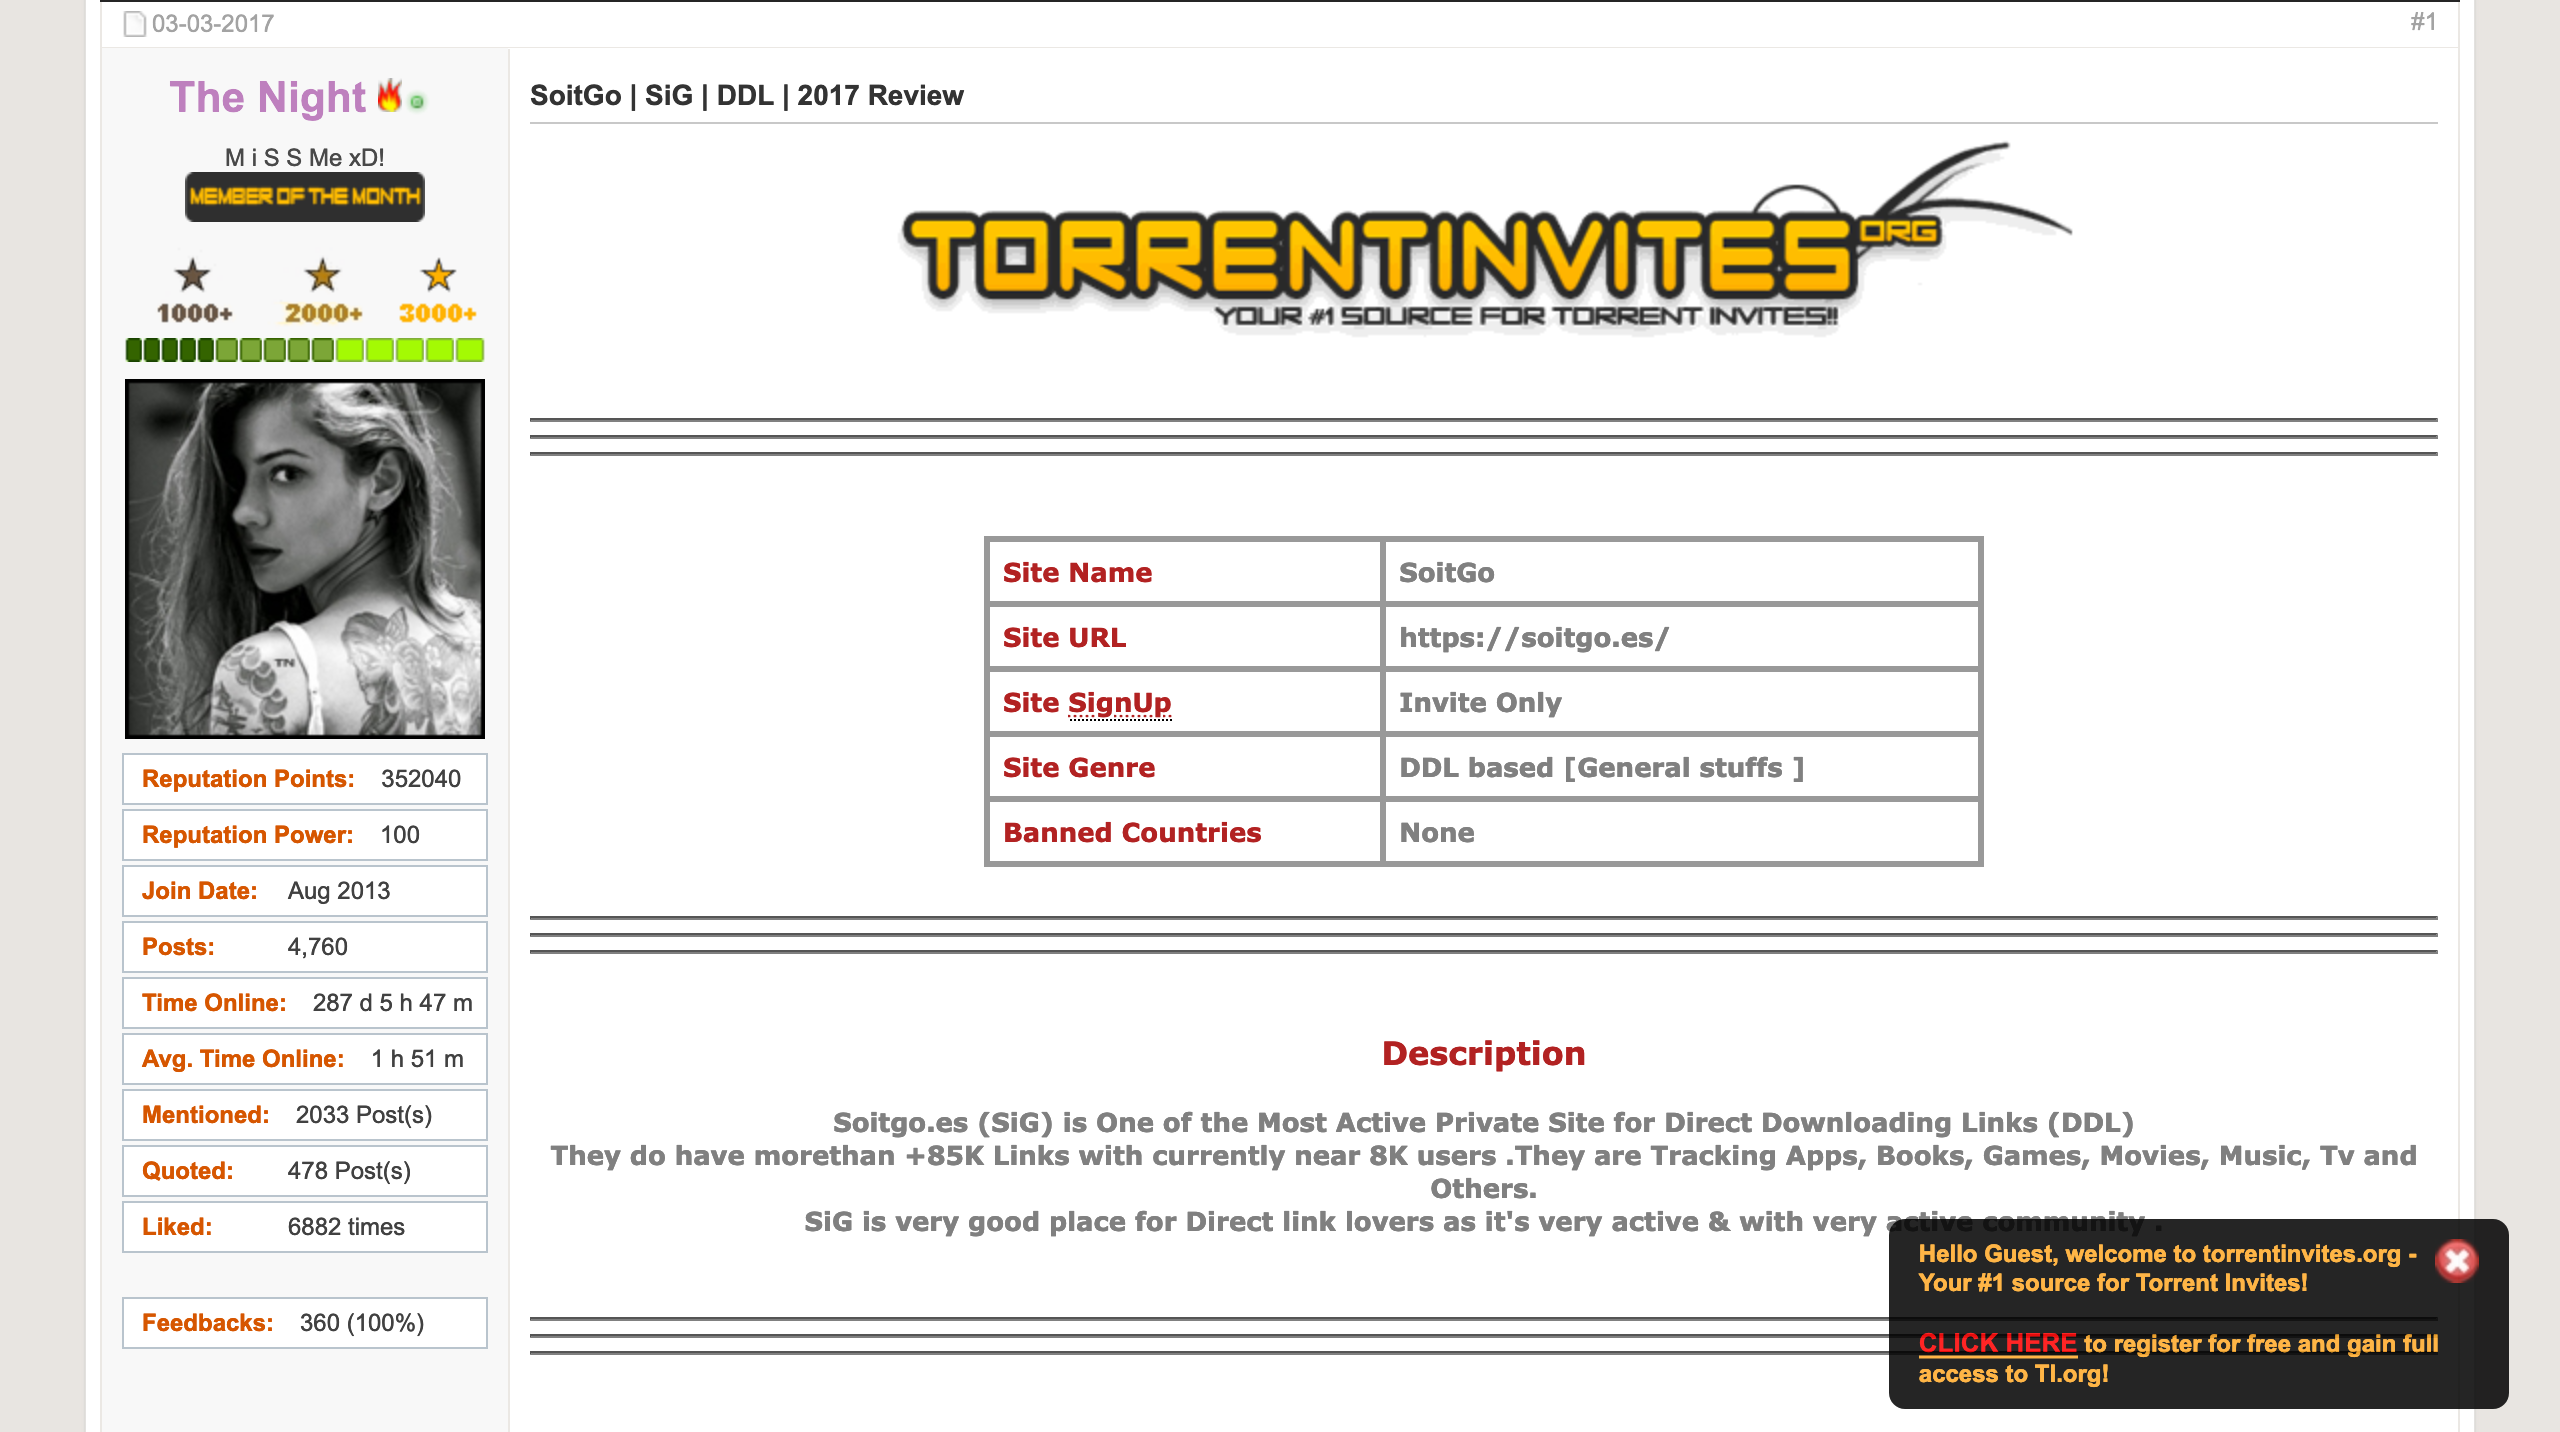 03-03-2017
#1
The Night
M i S S Me xD!
MEMBER OF THE MONTH
1000+ 2000+ 3000+
TN
Reputation Points: 352040
Reputation Power: 100
Join Date: Aug 2013
Posts: 4,760
Time Online: 287 d 5 h 47 m
Avg. Time Online: 1 h 51 m
Mentioned: 2033 Post(s)
Quoted: 478 Post(s)
Liked: 6882 times
Feedbacks: 360 (100%)
SoitGo | SiG | DDL | 2017 Review
TORRENTINVITES.ORG
YOUR #1 SOURCE FOR TORRENT INVITES!!
Site Name SoitGo
Site URL https://soitgo.es/
Site SignUp Invite Only
Site Genre DDL based [General stuffs ]
Banned Countries None
Description
Soitgo.es (SiG) is One of the Most Active Private Site for Direct Downloading Links (DDL)
They do have morethan +85K Links with currently near 8K users .They are Tracking Apps, Books, Games, Movies, Music, Tv and
Others.
SiG is very good place for Direct link lovers as it's very active & with very active community .
Hello Guest, welcome to torrentinvites.org -
Your #1 source for Torrent Invites!
CLICK HERE to register for free and gain full
access to TI.org!